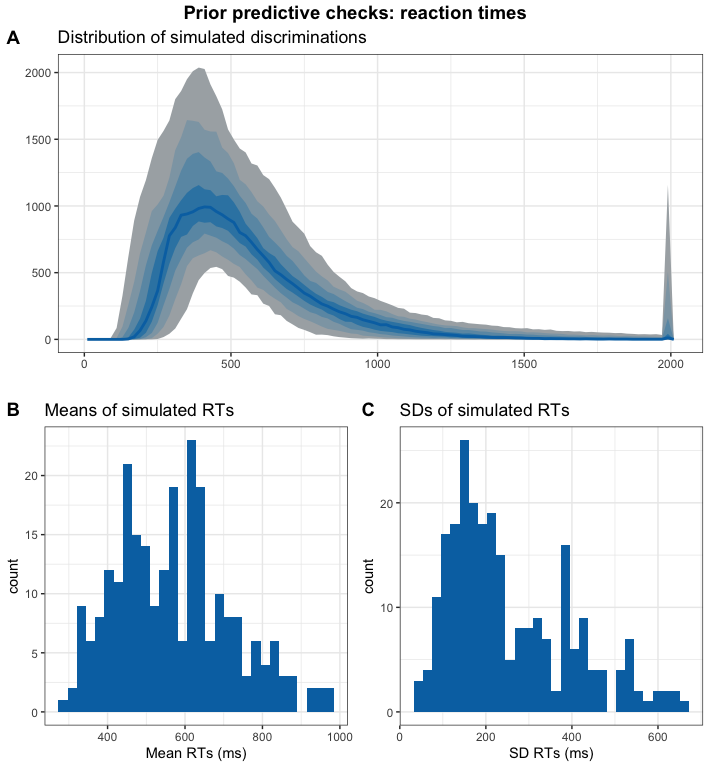 Prior predictive checks: reaction times
A Distribution of simulated discriminations
2000
1500
1000
500
0
0 500 1000 1500 2000
B Means of simulated RTs
20
15
10
5
0
count
400 600 800 1000
Mean RTs (ms)
C SDs of simulated RTs
20
10
0
count
0 200 400 600
SD RTs (ms)